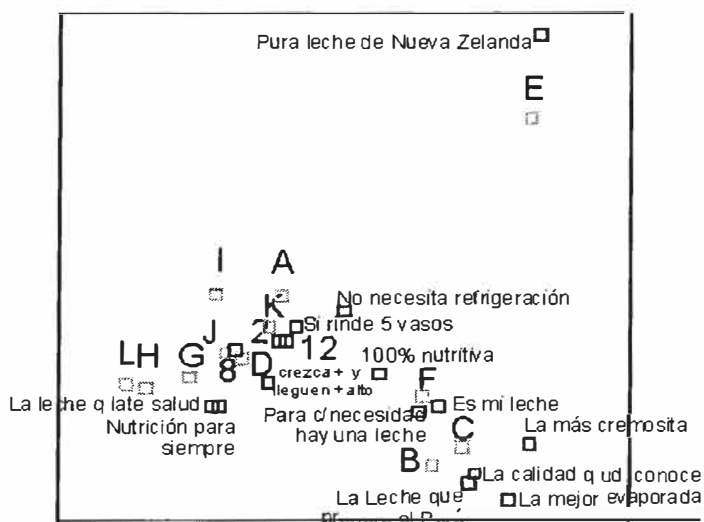 Pura leche de Nueva Zelanda
E
I
A
K
No necesita refrigeración
Si rinde 5 vasos
J
2
12
100% nutritiva
L
H
G
8
D
crezca + y
lleguen + alto
F
La leche q late salud
Para c/necesidad
hay una leche
Es mi leche
Nutrición para
siempre
C
La más cremosita
B
La calidad q ud. conoce
La Leche que
La mejor evaporada
el